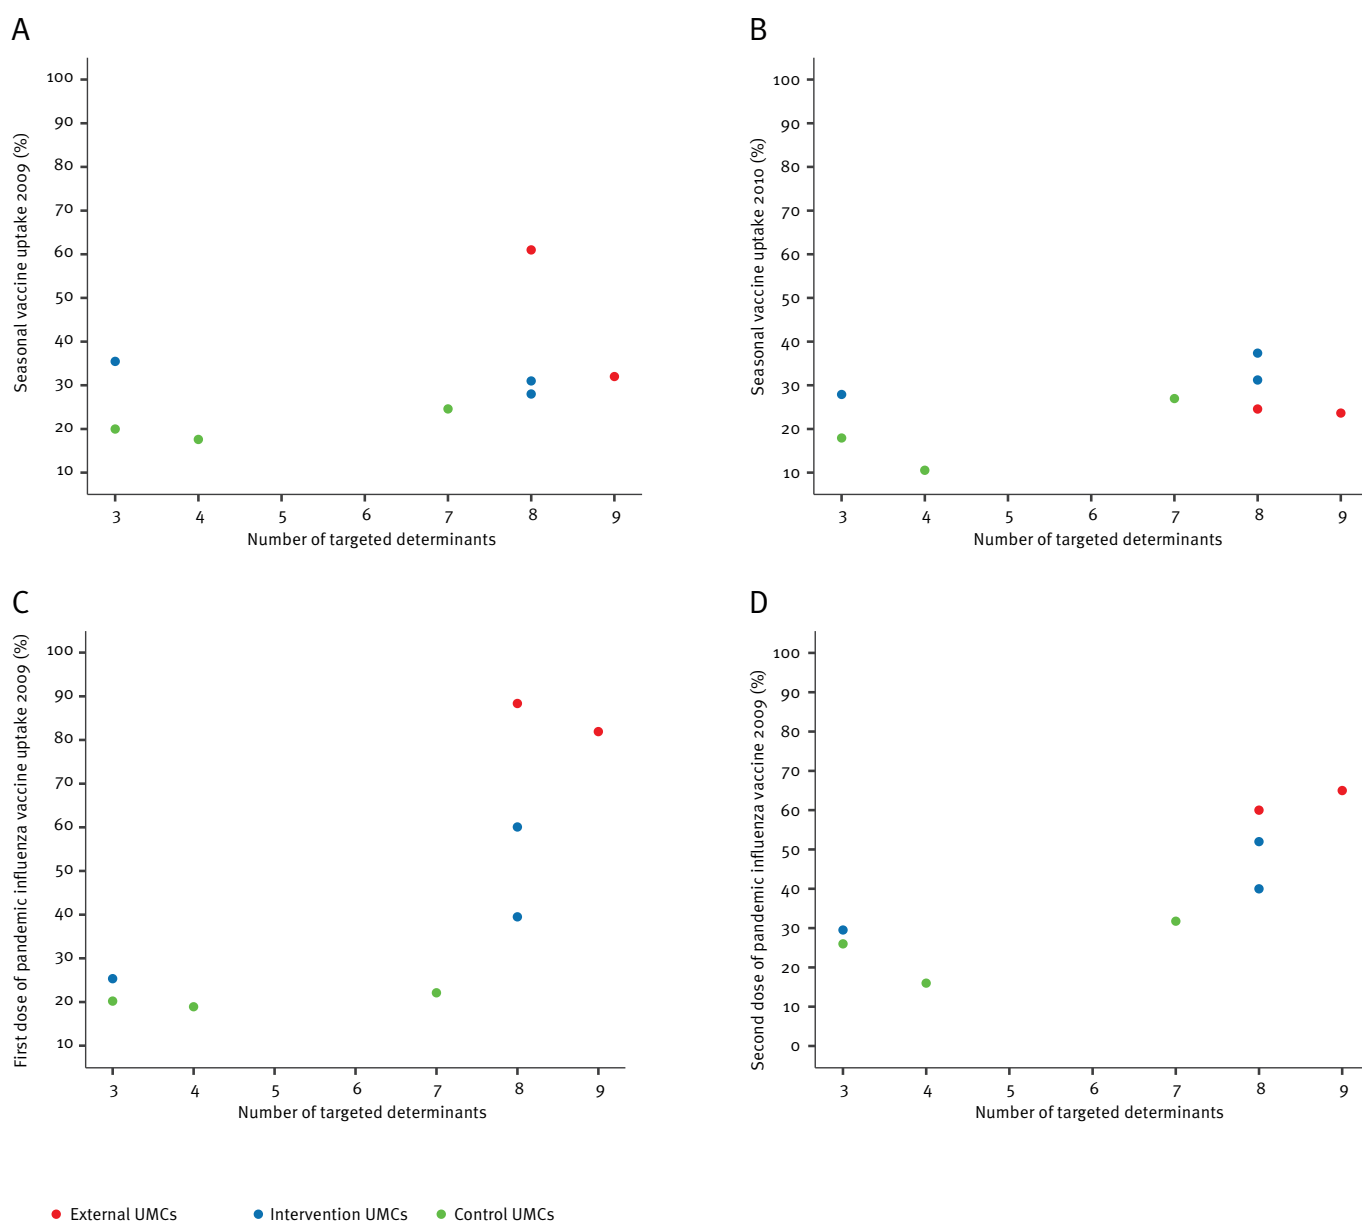 A
Seasonal vaccine uptake 2009 (%)
100
90
80
70
60
50
40
30
20
10
3 4 5 6 7 8 9
Number of targeted determinants
B
Seasonal vaccine uptake 2010 (%)
100
90
80
70
60
50
40
30
20
10
3 4 5 6 7 8 9
Number of targeted determinants
C
First dose of pandemic influenza vaccine uptake 2009 (%)
100
90
80
70
60
50
40
30
20
10
3 4 5 6 7 8 9
Number of targeted determinants
D
Second dose of pandemic influenza vaccine 2009 (%)
100
90
80
70
60
50
40
30
20
10
0
3 4 5 6 7 8 9
Number of targeted determinants
External UMCs Intervention UMCs Control UMCs